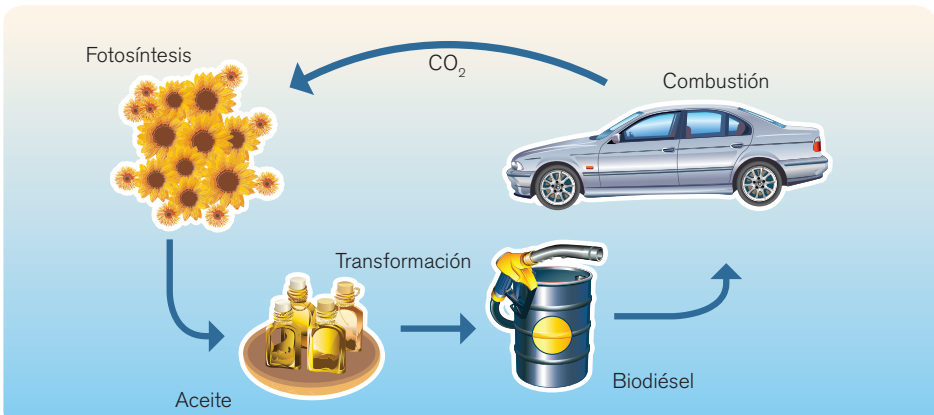 Fotosíntesis
CO₂
Combustión
Transformación
Aceite
Biodiésel